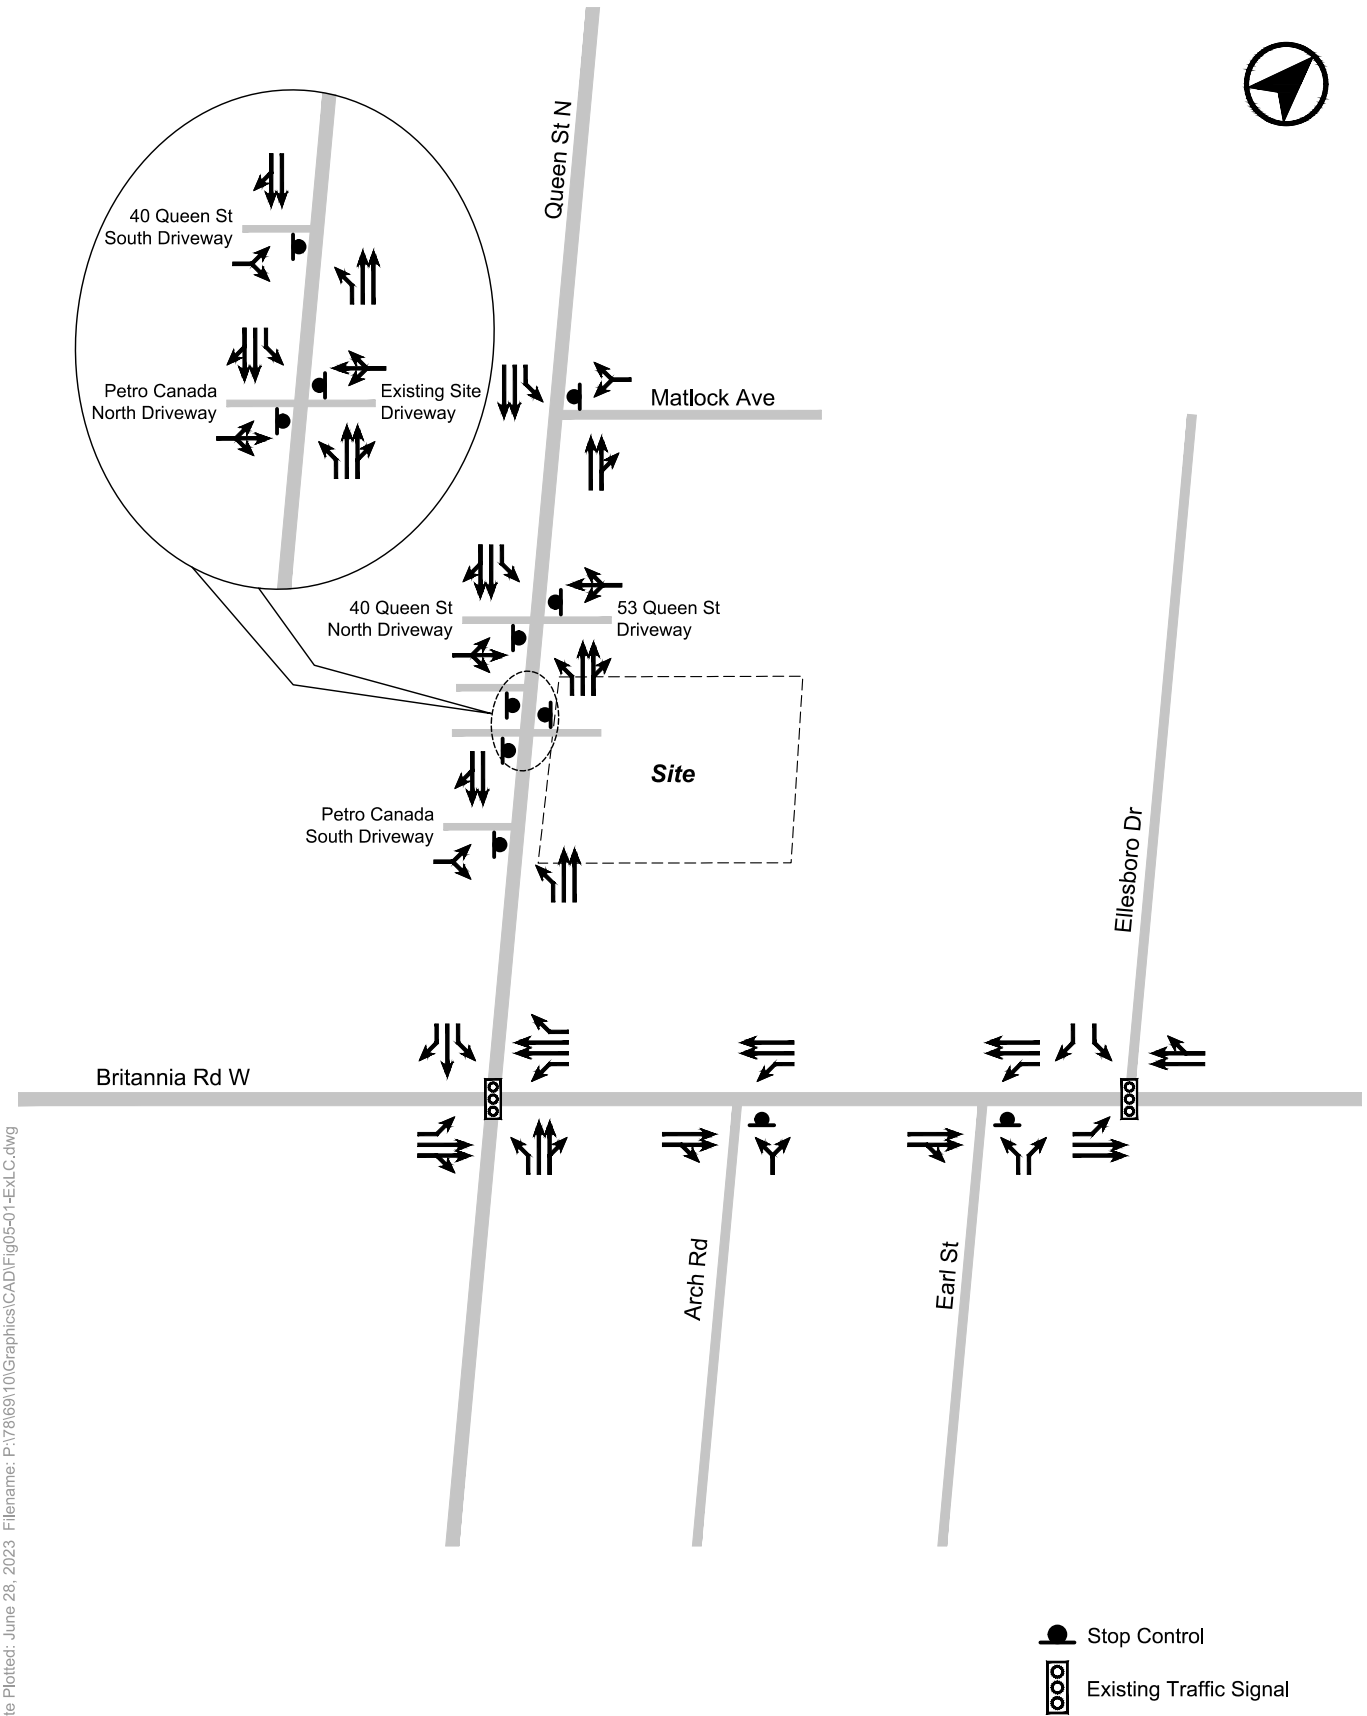 Queen St N
40 Queen St
South Driveway
Petro Canada
North Driveway
Existing Site
Driveway
Matlock Ave
40 Queen St
North Driveway
53 Queen St
Driveway
Site
Petro Canada
South Driveway
Ellesboro Dr
Britannia Rd W
Arch Rd
Earl St
te Plotted: June 28, 2023 Filename: P:\78\69\10\Graphics\CAD\Fig05-01-ExLC.dwg
Stop Control
Existing Traffic Signal